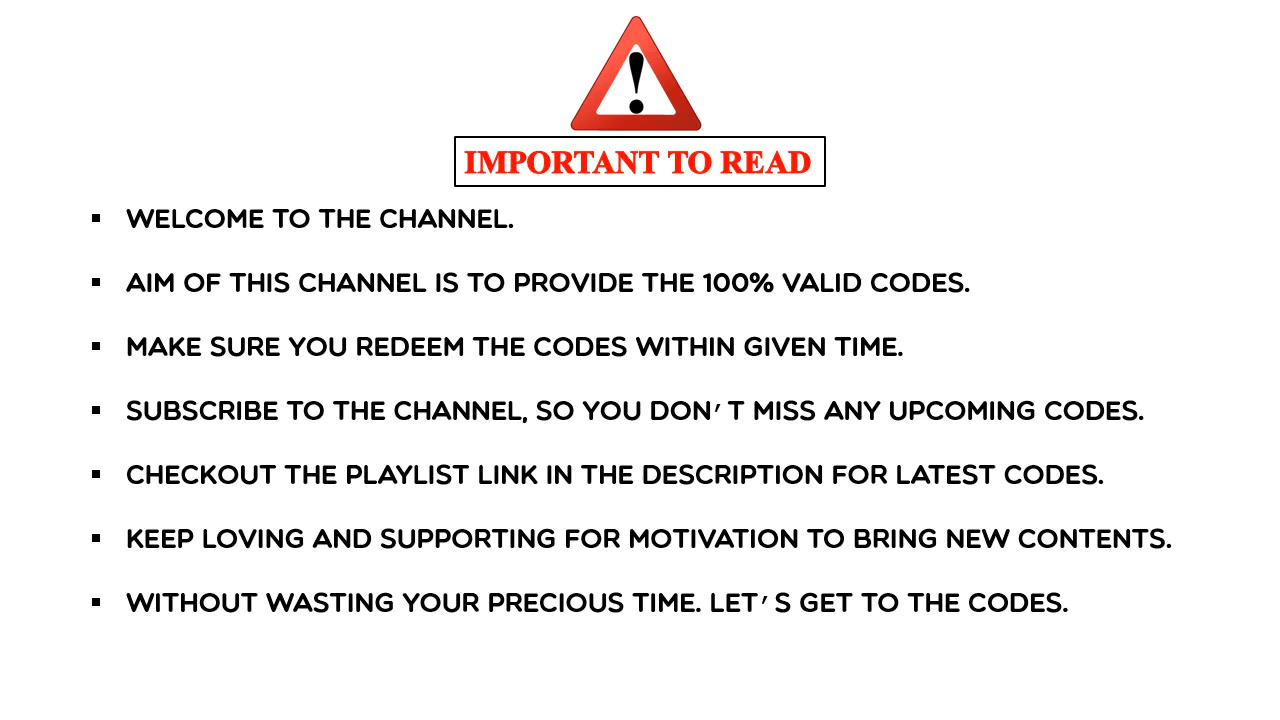 IMPORTANT TO READ
▪ WELCOME TO THE CHANNEL.
▪ AIM OF THIS CHANNEL IS TO PROVIDE THE 100% VALID CODES.
▪ MAKE SURE YOU REDEEM THE CODES WITHIN GIVEN TIME.
▪ SUBSCRIBE TO THE CHANNEL, SO YOU DON'T MISS ANY UPCOMING CODES.
▪ CHECKOUT THE PLAYLIST LINK IN THE DESCRIPTION FOR LATEST CODES.
▪ KEEP LOVING AND SUPPORTING FOR MOTIVATION TO BRING NEW CONTENTS.
▪ WITHOUT WASTING YOUR PRECIOUS TIME. LET'S GET TO THE CODES.